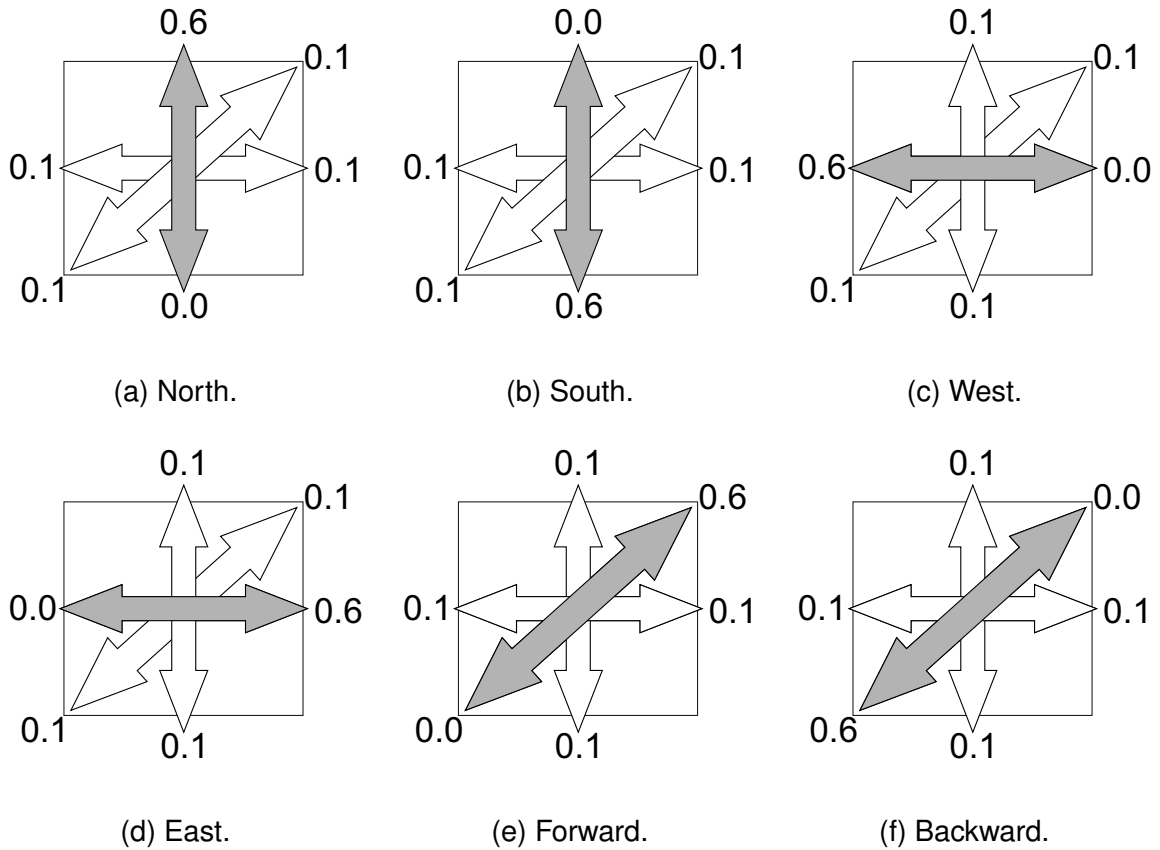 0.6 0.0 0.1
0.1 0.1 0.1
0.1 0.1 0.1 0.1 0.6 0.0
0.1 0.1 0.1
0.0 0.6 0.1
(a) North. (b) South. (c) West.
0.1 0.1 0.1
0.1 0.6 0.0
0.0 0.6 0.1 0.1 0.1 0.1
0.1 0.0 0.6
0.1 0.1 0.1
(d) East. (e) Forward. (f) Backward.